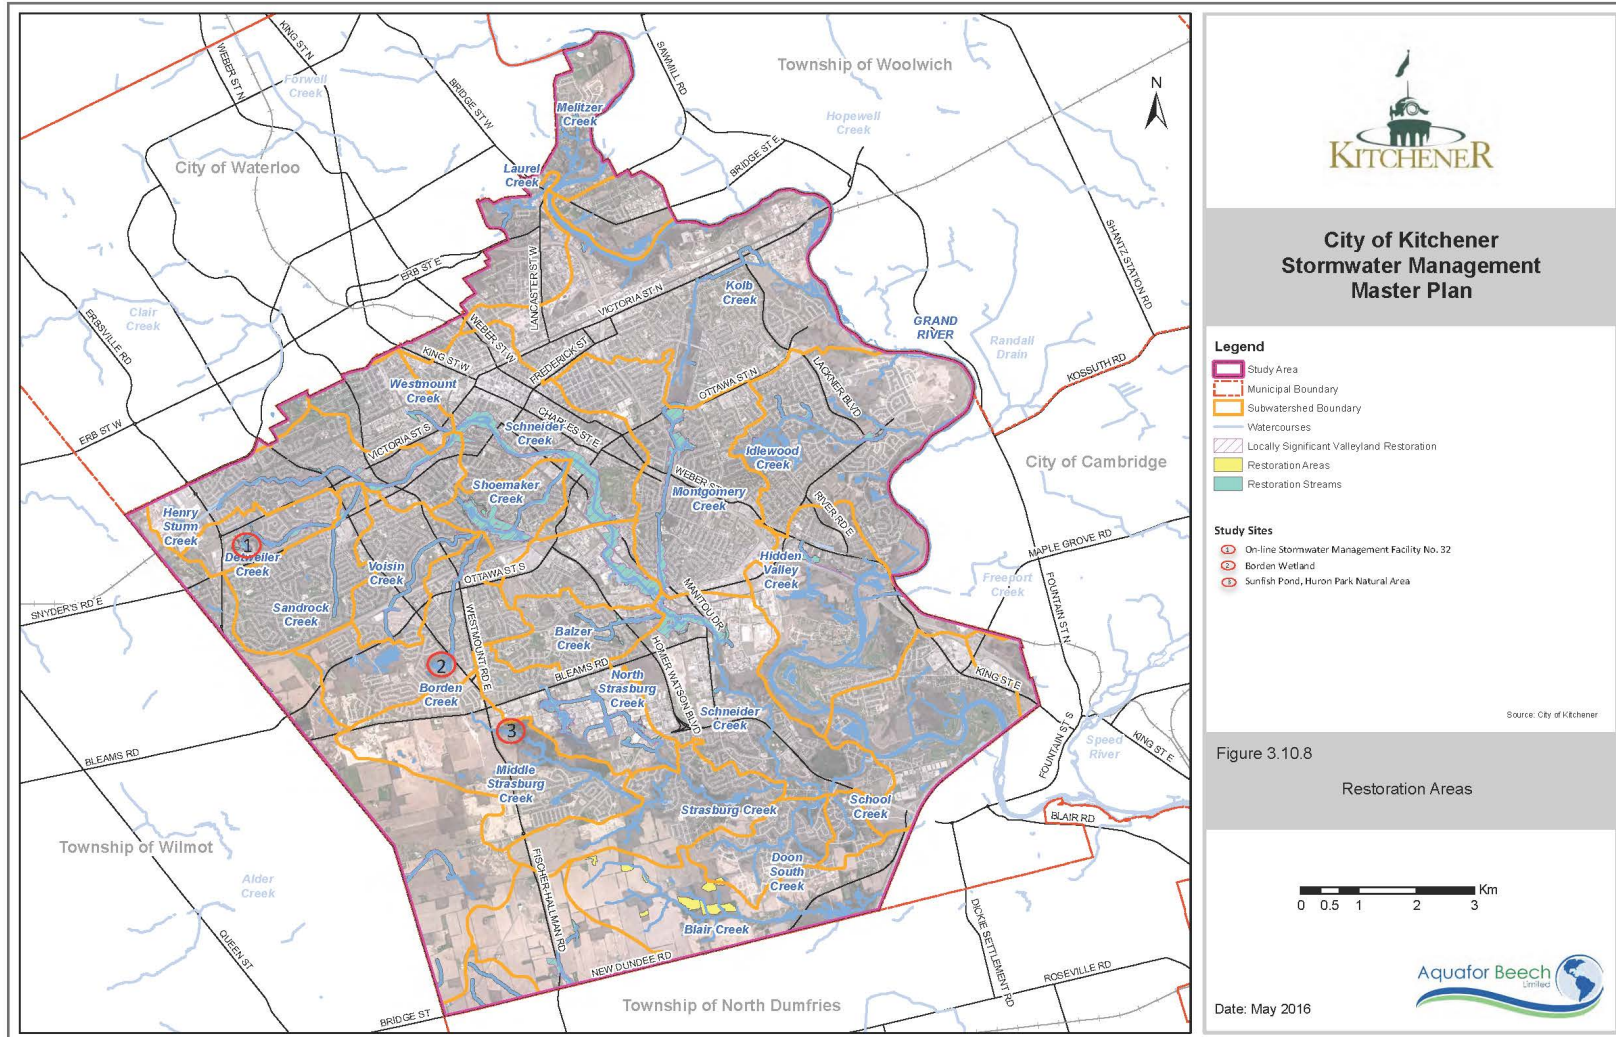 Township of Woolwich
N
KING ST N
WEBER ST N
Forwell
Creek
BRIDGE ST W
SAWMILL RD
Melitzer
Creek
Hopewell
Creek
BRIDGE ST E
City of Waterloo
Laurel
Creek
SHANTZ STATION RD
ERB ST E
LANCASTER ST W
VICTORIA ST N
Kolb
Creek
Clair
Creek
ERBSVILLE RD
WEBER ST W
KING ST W
FREDERICK ST
GRAND
RIVER
Randall
Drain
KOSSUTH RD
LACKNER BLVD
OTTAWA ST N
Westmount
Creek
ERB ST W
VICTORIA ST S
CHARLES ST E
Schneider
Creek
Idlewood
Creek
City of Cambridge
WEBER ST
Shoemaker
Creek
Montgomery
Creek
RIVER RD E
Henry
Sturm
Creek
1
Detweiler
Creek
MAPLE GROVE RD
Voisin
Creek
OTTAWA ST S
Hidden
Valley
Creek
Freeport
Creek
FOUNTAIN ST N
SNYDER'S RD E
Sandrock
Creek
WESTMOUNT RD E
MANITOU DR
Balzer
Creek
HOMER WATSON BLVD
2
BLEAMS RD
Borden
Creek
North
Strasburg
Creek
KING ST E
Schneider
Creek
3
FOUNTAIN ST S
Speed
River
KING ST E
BLEAMS RD
Middle
Strasburg
Creek
Strasburg Creek
School
Creek
BLAIR RD
Township of Wilmot
Alder
Creek
FISCHER-HALLMAN RD
Doon
South
Creek
Blair Creek
DICKIE SETTLEMENT RD
QUEEN ST
NEW DUNDEE RD
ROSEVILLE RD
Township of North Dumfries
BRIDGE ST
KITCHENER
City of Kitchener
Stormwater Management
Master Plan
Legend
Study Area
Municipal Boundary
Subwatershed Boundary
Watercourses
Locally Significant Valleyland Restoration
Restoration Areas
Restoration Streams
Study Sites
1 On-line Stormwater Management Facility No. 32
2 Borden Wetland
3 Sunfish Pond, Huron Park Natural Area
Source: City of Kitchener
Figure 3.10.8
Restoration Areas
Km
0 0.5 1 2 3
Aquafor Beech
Limited
Date: May 2016